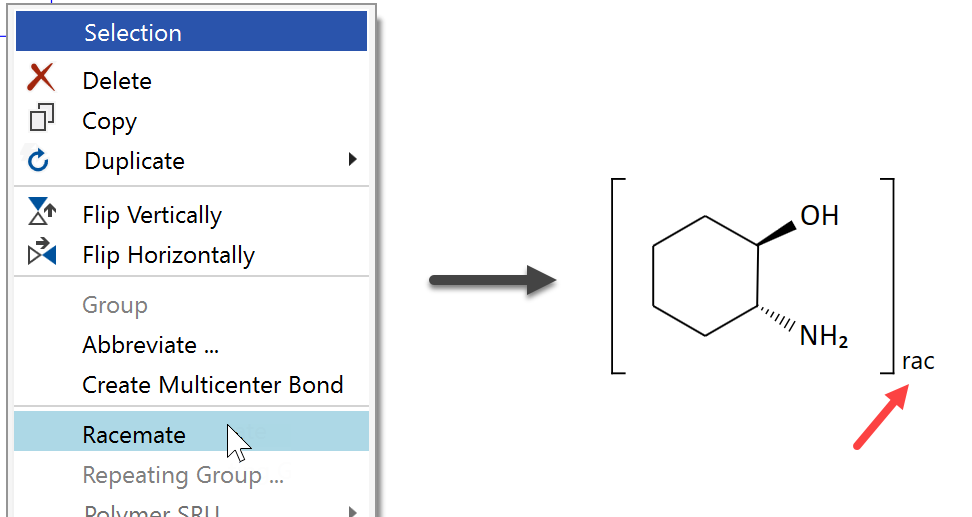 Selection
Delete
Copy
Duplicate
Flip Vertically
Flip Horizontally
Group
Abbreviate ...
Create Multicenter Bond
Racemate
Repeating Group ...
Polymer SRU
OH
NH₂
rac